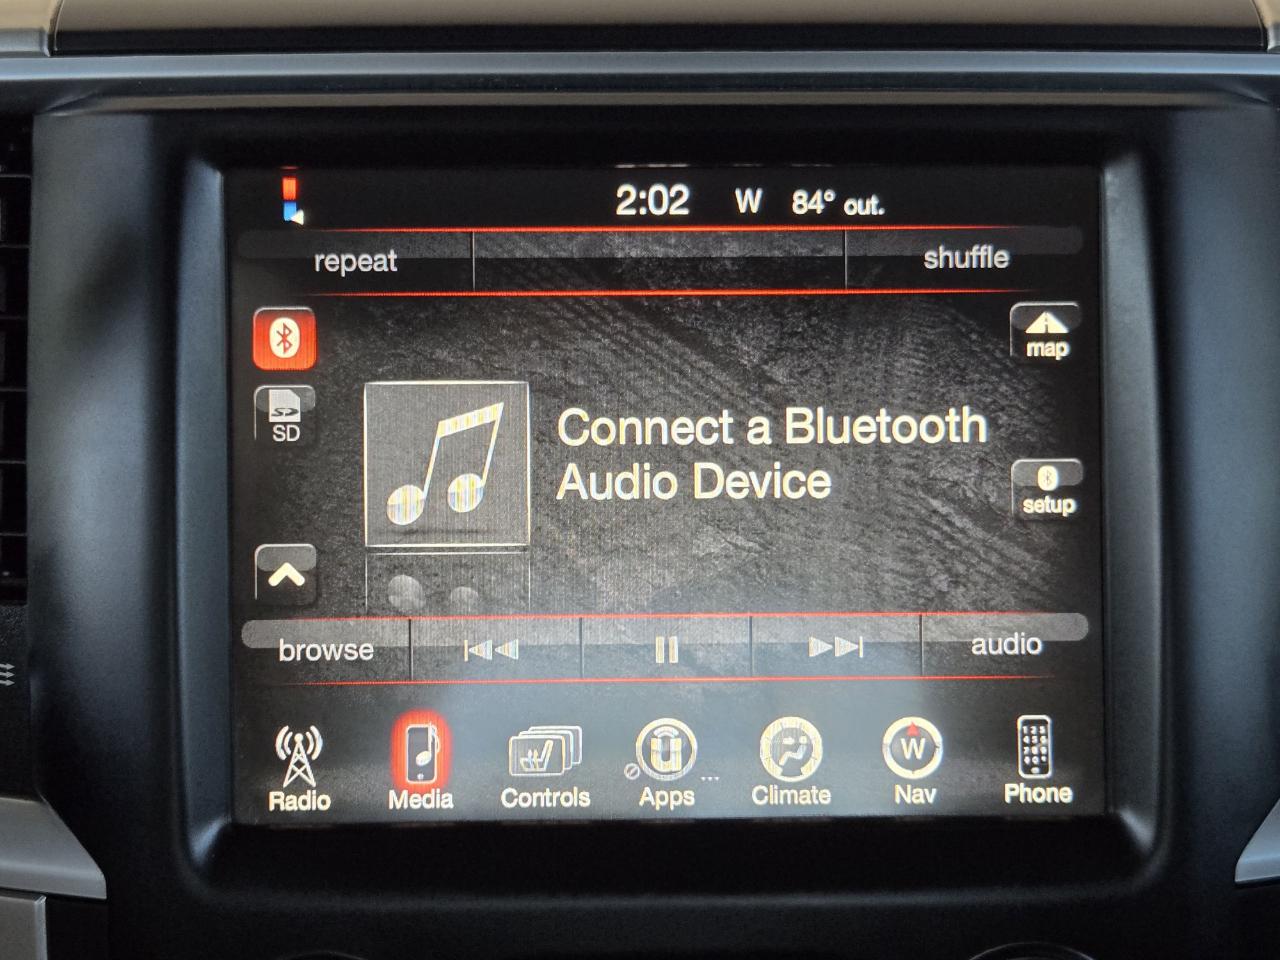 2:02 W 84° out.
repeat shuffle
map
SD
Connect a Bluetooth
Audio Device
setup
browse audio
Radio Media Controls Apps Climate Nav Phone
W